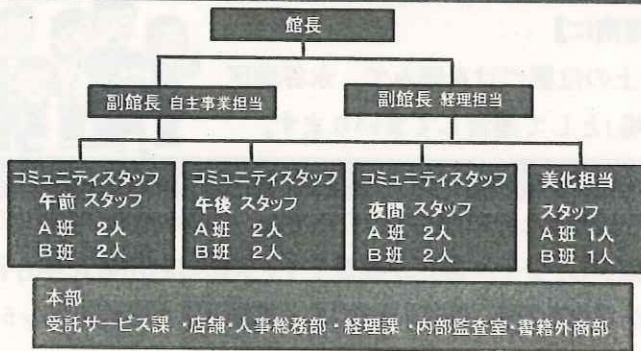 館長
副館長 自主事業担当
副館長 経理担当
コミュニティスタッフ
午前 スタッフ
A班 2人
B班 2人
コミュニティスタッフ
午後 スタッフ
A班 2人
B班 2人
コミュニティスタッフ
夜間 スタッフ
A班 2人
B班 2人
美化担当
スタッフ
A班 1人
B班 1人
本部
受託サービス課・店舗・人事総務部・経理課・内部監査室・書籍外商部